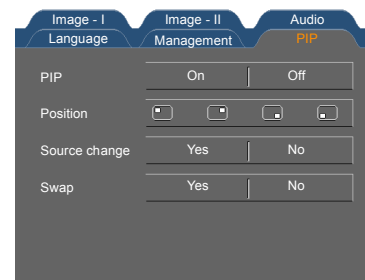 Image - I Image - II Audio
Language Management PIP
PIP On Off
Position
Source change Yes No
Swap Yes No